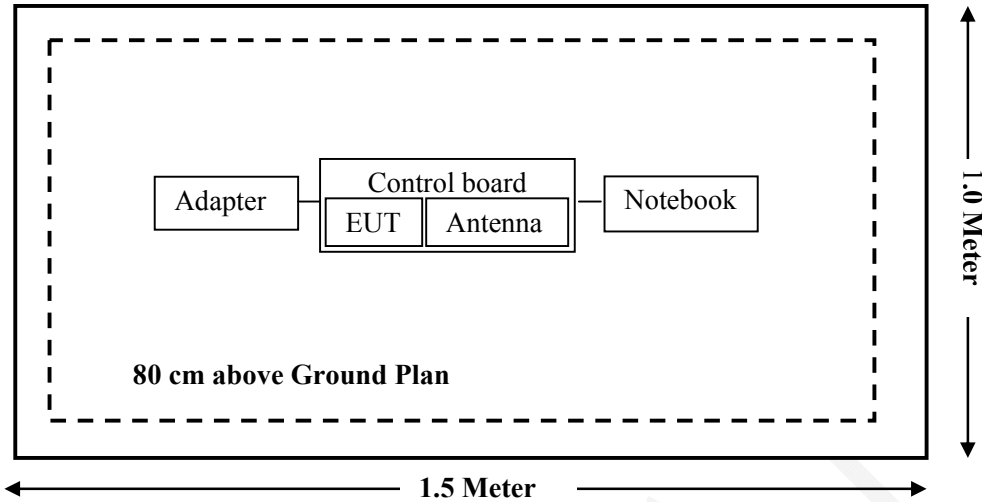 Adapter
Control board
EUT
Antenna
Notebook
1.0 Meter
80 cm above Ground Plan
1.5 Meter